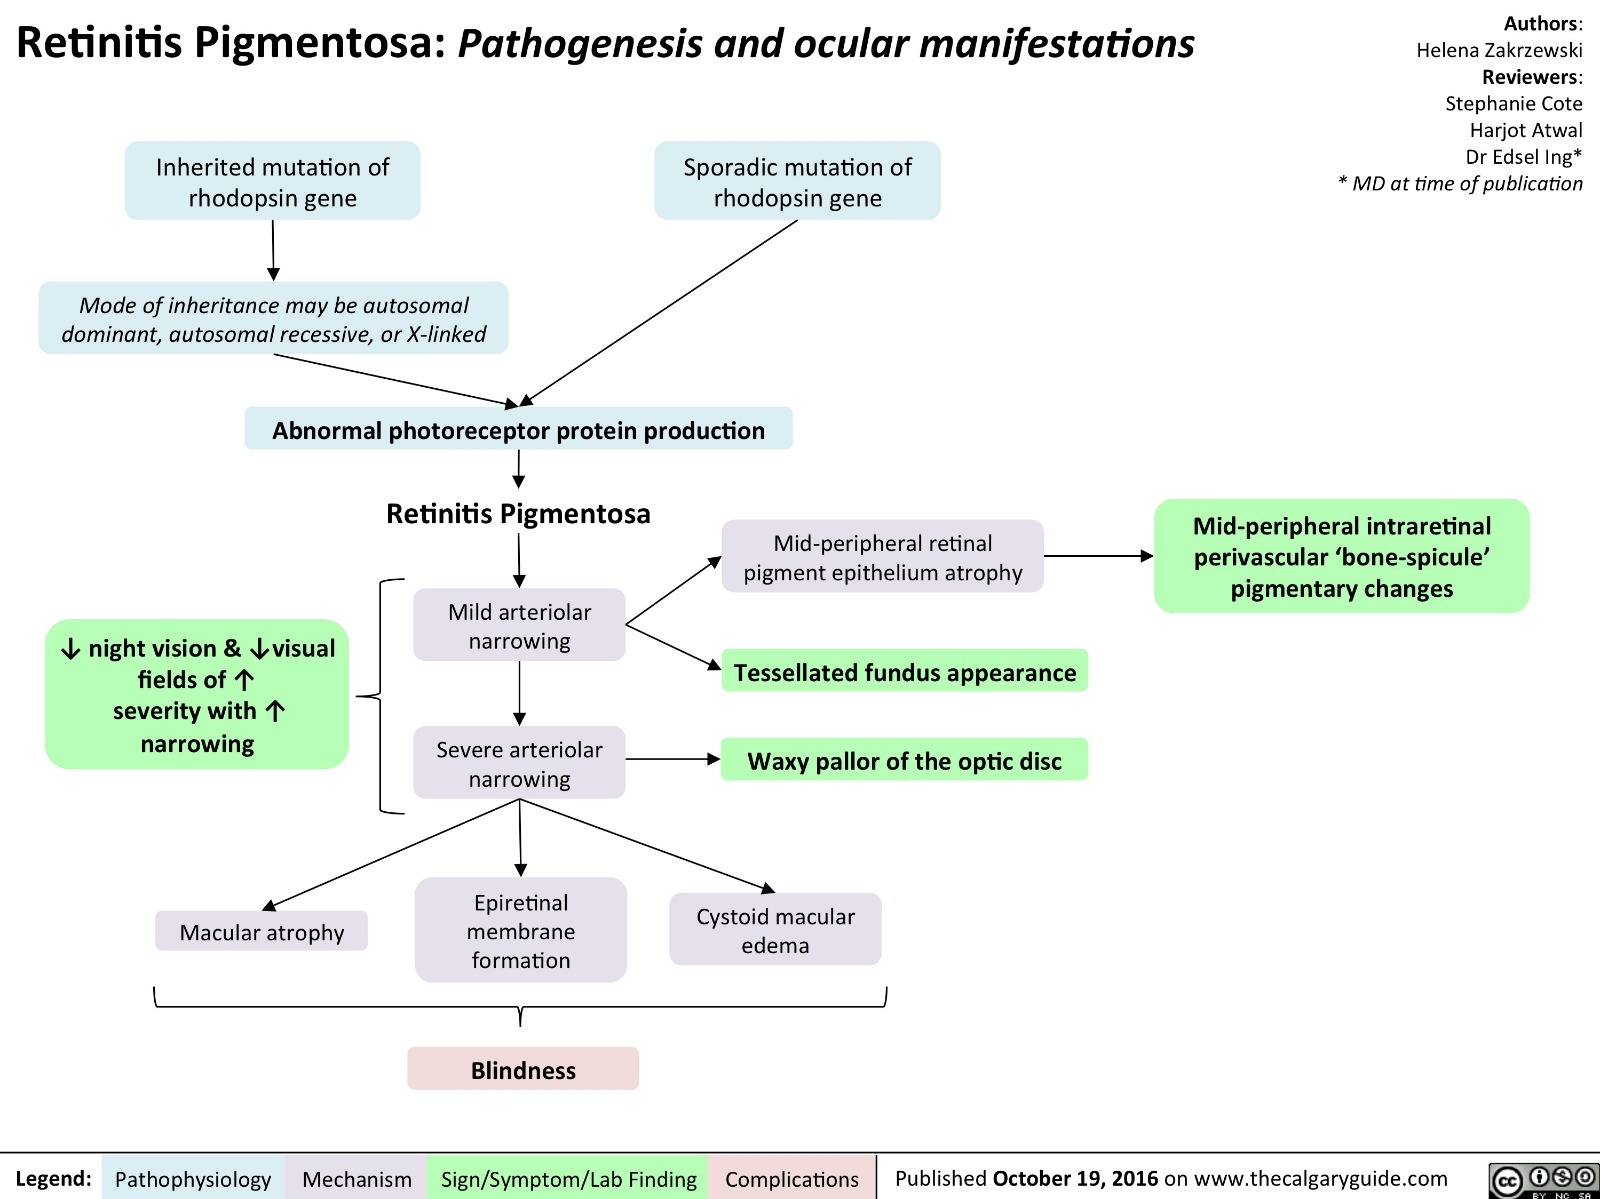 Retinitis Pigmentosa: Pathogenesis and ocular manifestations
Authors:
Helena Zakrzewski
Reviewers:
Stephanie Cote
Harjot Atwal
Dr Edsel Ing*
* MD at time of publication
Inherited mutation of
rhodopsin gene
Sporadic mutation of
rhodopsin gene
Mode of inheritance may be autosomal
dominant, autosomal recessive, or X-linked
Abnormal photoreceptor protein production
Retinitis Pigmentosa
Mid-peripheral retinal
pigment epithelium atrophy
Mid-peripheral intraretinal
perivascular ‘bone-spicule’
pigmentary changes
Mild arteriolar
narrowing
↓ night vision & ↓visual
fields of ↑
severity with ↑
narrowing
Tessellated fundus appearance
Severe arteriolar
narrowing
Waxy pallor of the optic disc
Macular atrophy
Epiretinal
membrane
formation
Cystoid macular
edema
Blindness
Legend: Pathophysiology Mechanism Sign/Symptom/Lab Finding Complications Published October 19, 2016 on www.thecalgaryguide.com
cc BY NC SA